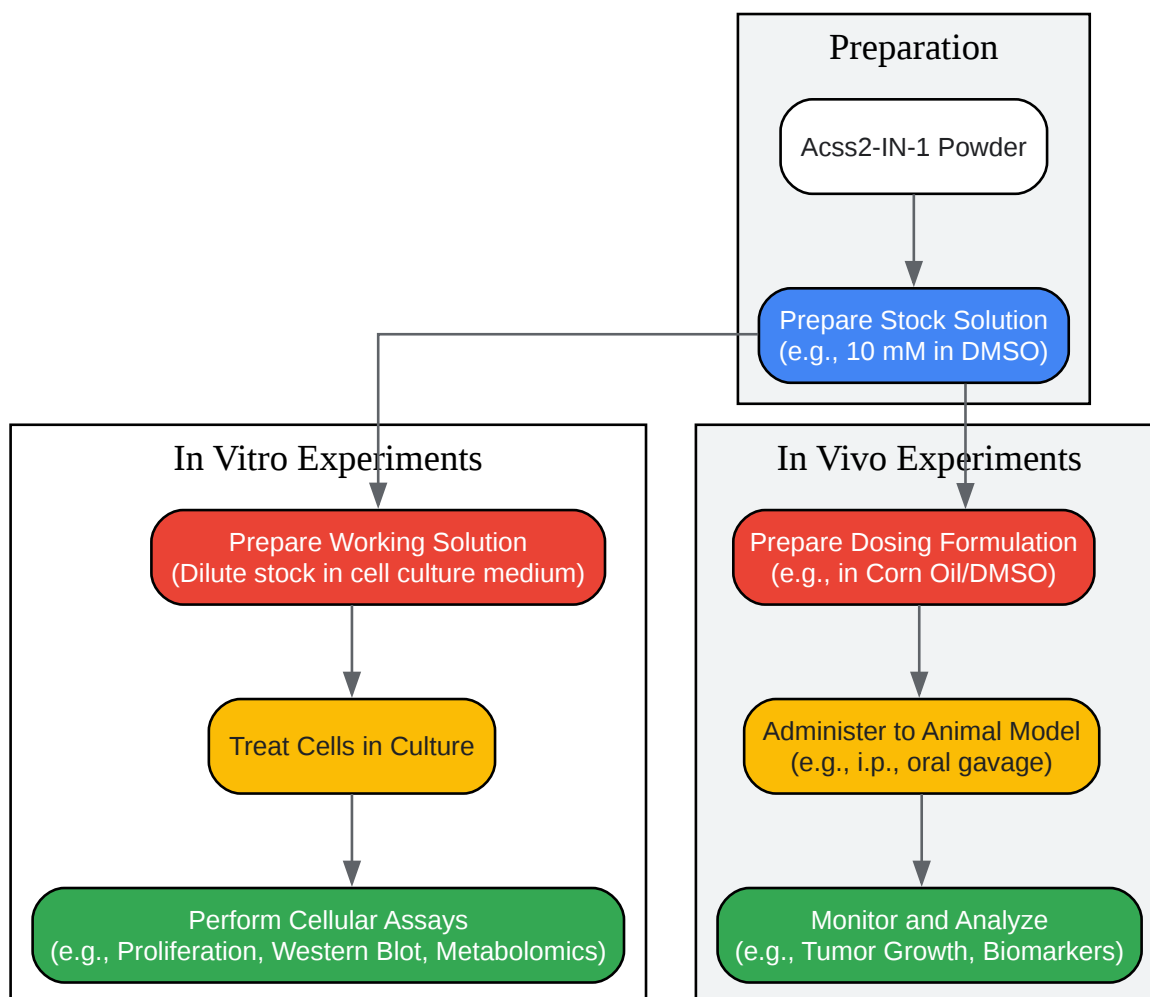 Preparation
Acss2-IN-1 Powder
Prepare Stock Solution
(e.g., 10 mM in DMSO)
In Vitro Experiments
Prepare Working Solution
(Dilute stock in cell culture medium)
Treat Cells in Culture
Perform Cellular Assays
(e.g., Proliferation, Western Blot, Metabolomics)
In Vivo Experiments
Prepare Dosing Formulation
(e.g., in Corn Oil/DMSO)
Administer to Animal Model
(e.g., i.p., oral gavage)
Monitor and Analyze
(e.g., Tumor Growth, Biomarkers)